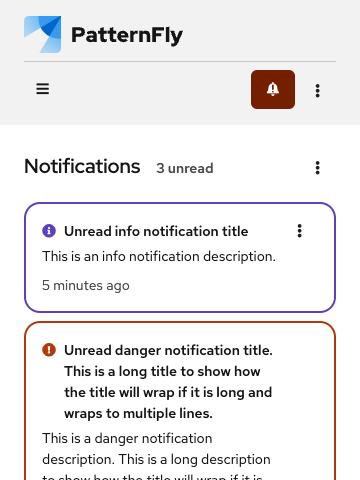 PatternFly
Notifications 3 unread
Unread info notification title
This is an info notification description.
5 minutes ago
Unread danger notification title.
This is a long title to show how
the title will wrap if it is long and
wraps to multiple lines.
This is a danger notification
description. This is a long description
to show how the title will wrap if it is